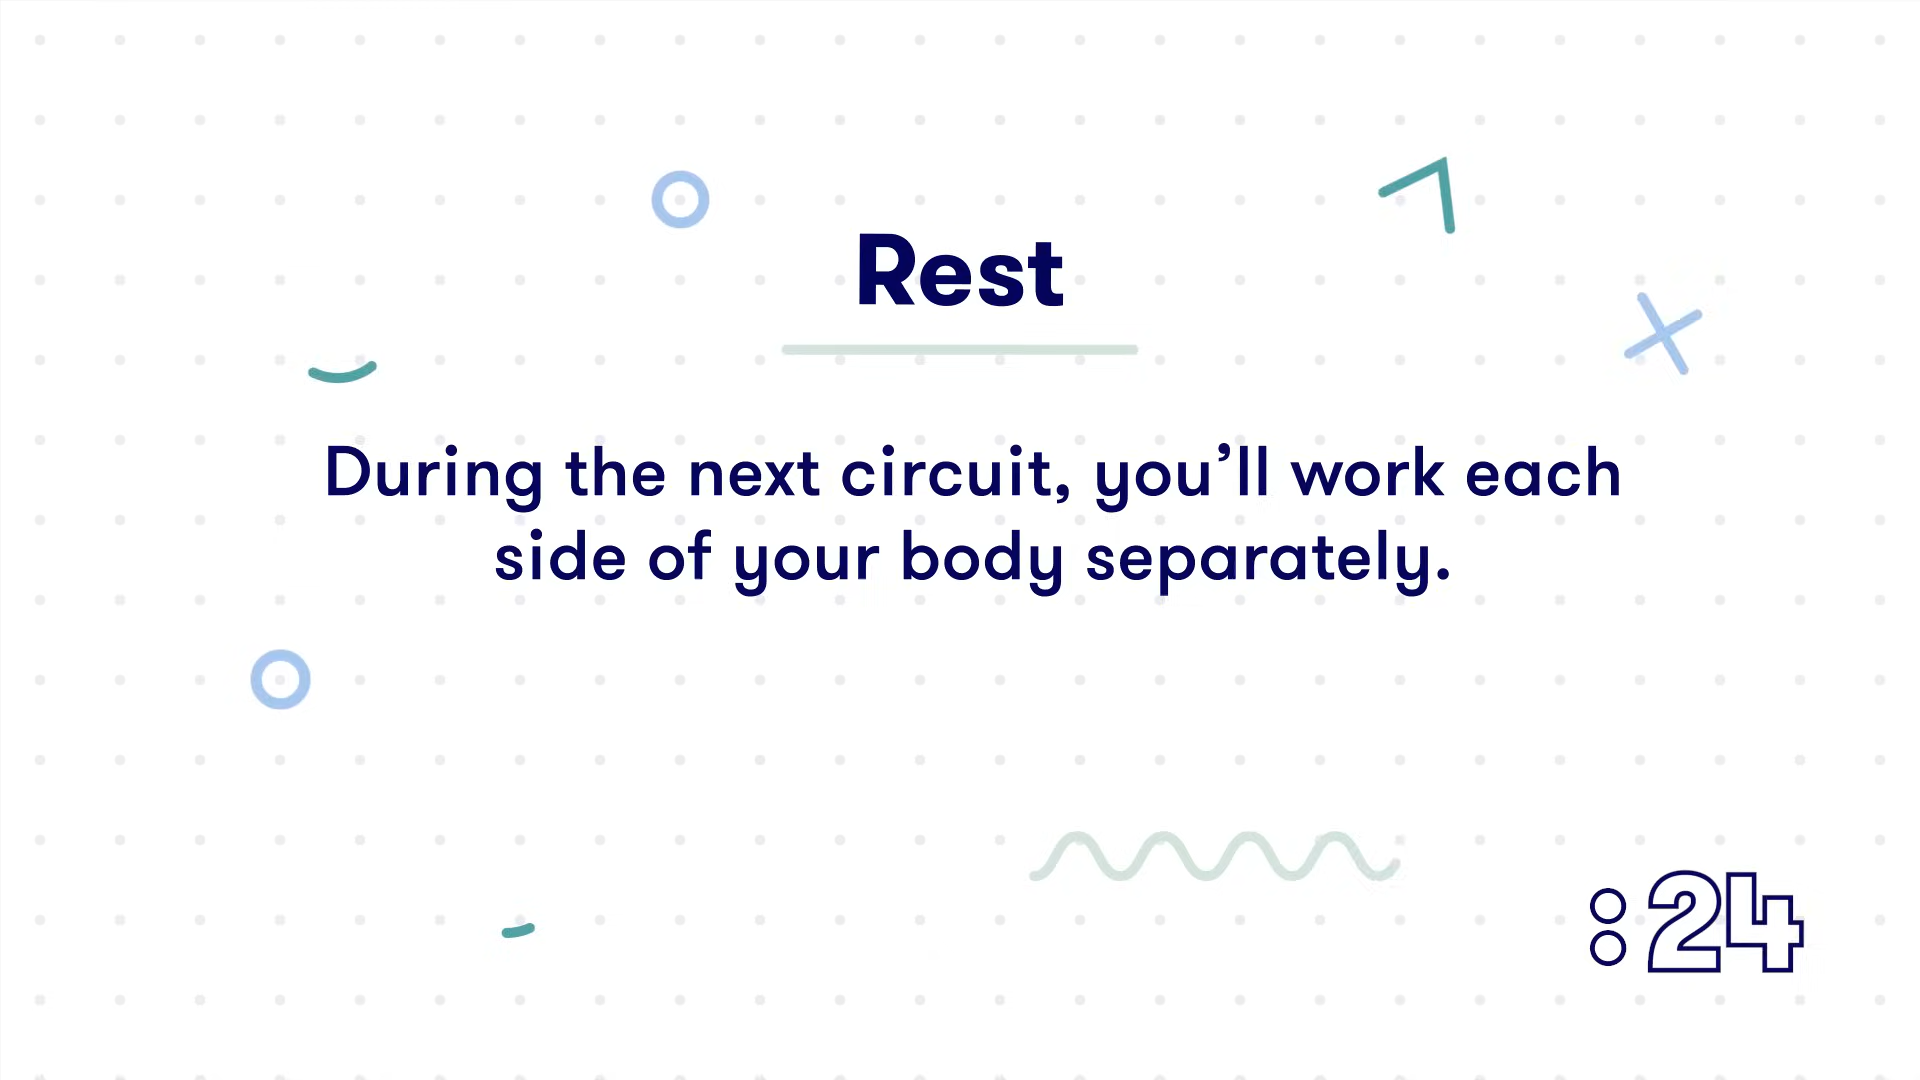 Rest
During the next circuit, you’ll work each
side of your body separately.
:24